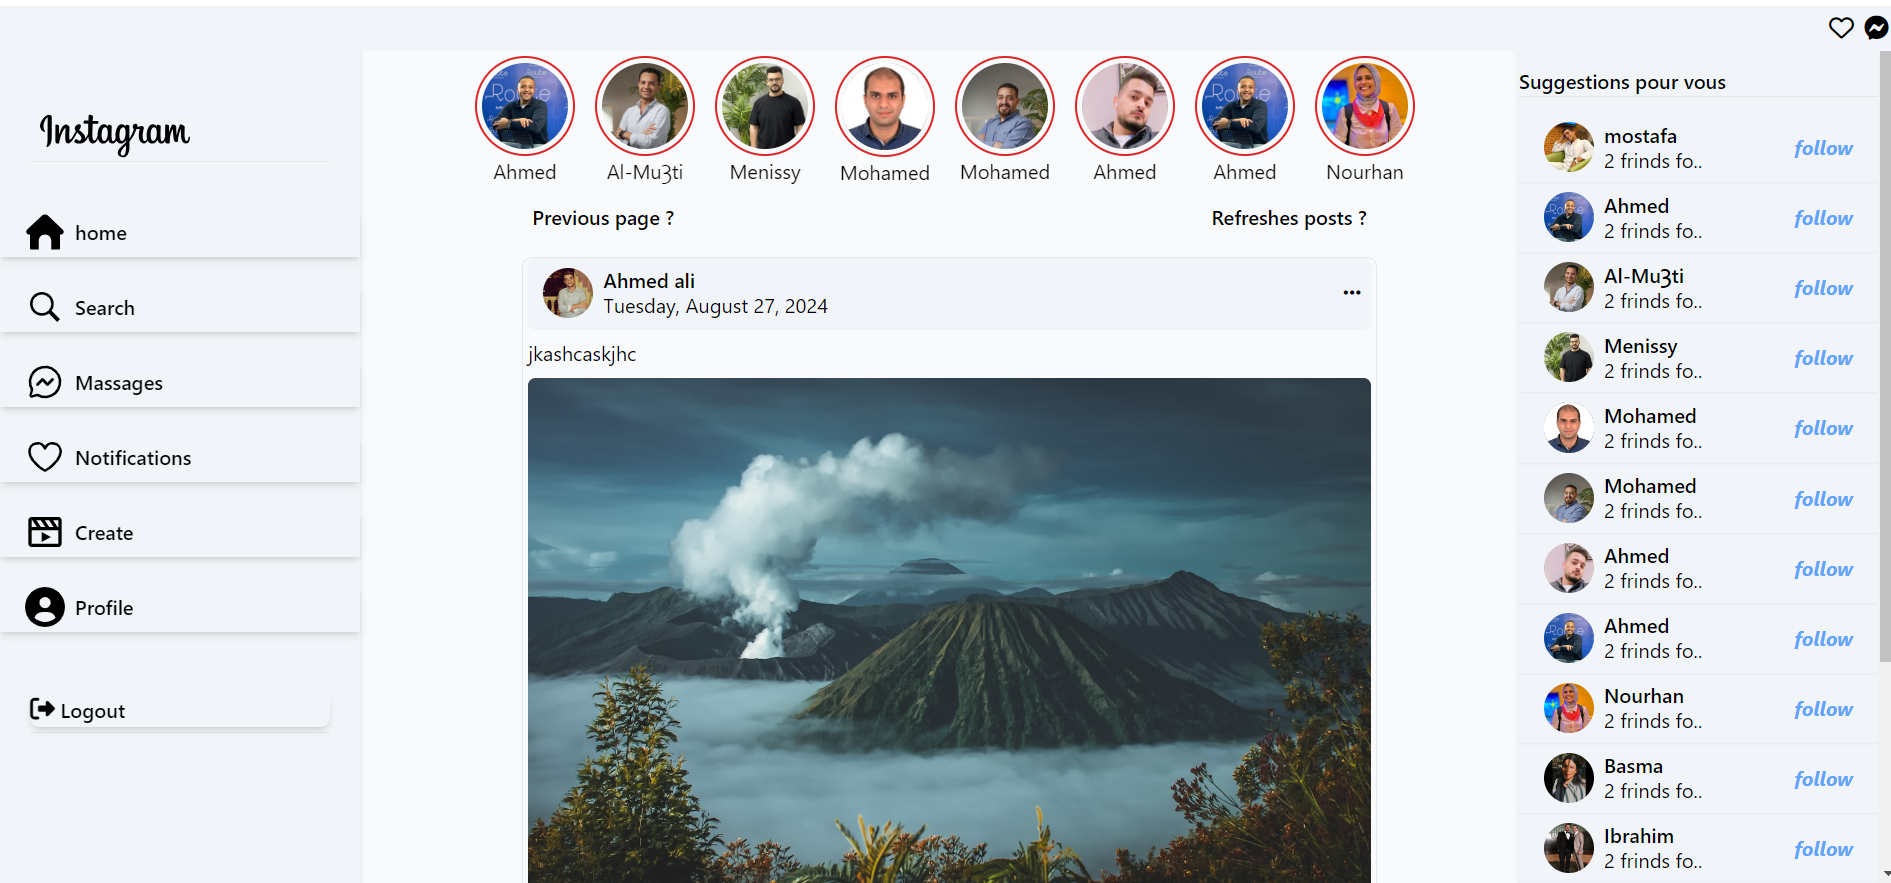 Instagram
home
Search
Massages
Notifications
Create
Profile
Logout
Route
Route
Ahmed
Al-Mu3ti
Menissy
Mohamed
Mohamed
Ahmed
Ahmed
Nourhan
Previous page ?
Refreshes posts ?
Ahmed ali
Tuesday, August 27, 2024
jkashcaskjhc
Suggestions pour vous
mostafa
2 frinds fo..
follow
Ahmed
2 frinds fo..
follow
Al-Mu3ti
2 frinds fo..
follow
Menissy
2 frinds fo..
follow
Mohamed
2 frinds fo..
follow
Mohamed
2 frinds fo..
follow
Ahmed
2 frinds fo..
follow
Ahmed
2 frinds fo..
follow
Nourhan
2 frinds fo..
follow
Basma
2 frinds fo..
follow
Ibrahim
2 frinds fo..
follow